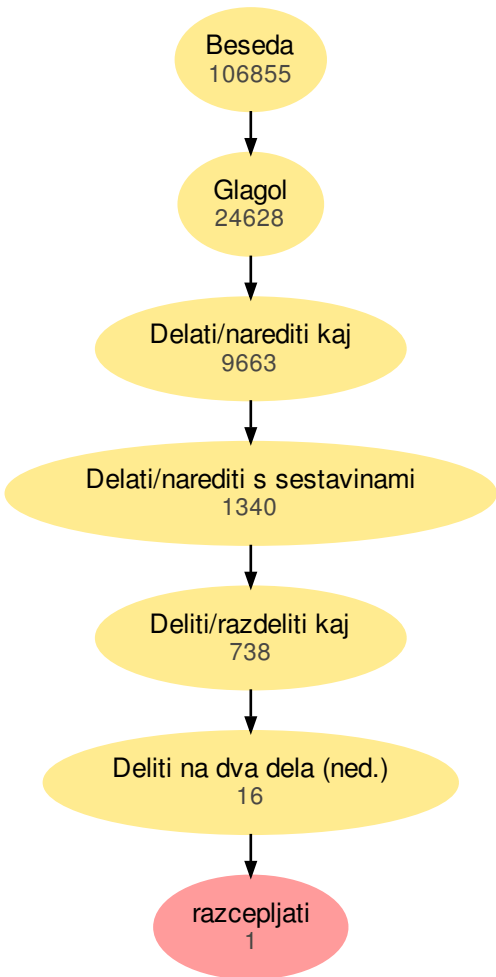 Beseda
106855
Glagol
24628
Delati/narediti kaj
9663
Delati/narediti s sestavinami
1340
Deliti/razdeliti kaj
738
Deliti na dva dela (ned.)
16
razcepljati
1